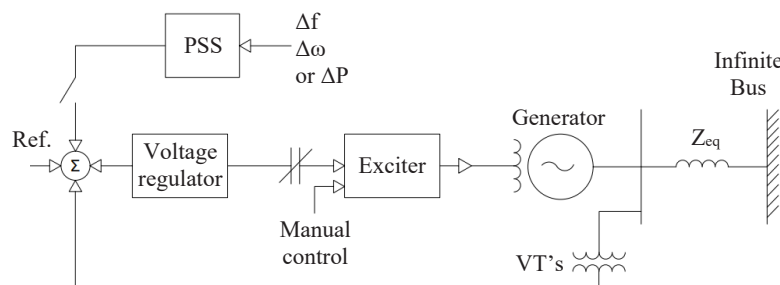 PSS
Δf
Δω
or ΔP
Infinite
Bus
Generator
Ref.
Σ
Voltage
regulator
Exciter
Z_eq
Manual
control
VT’s